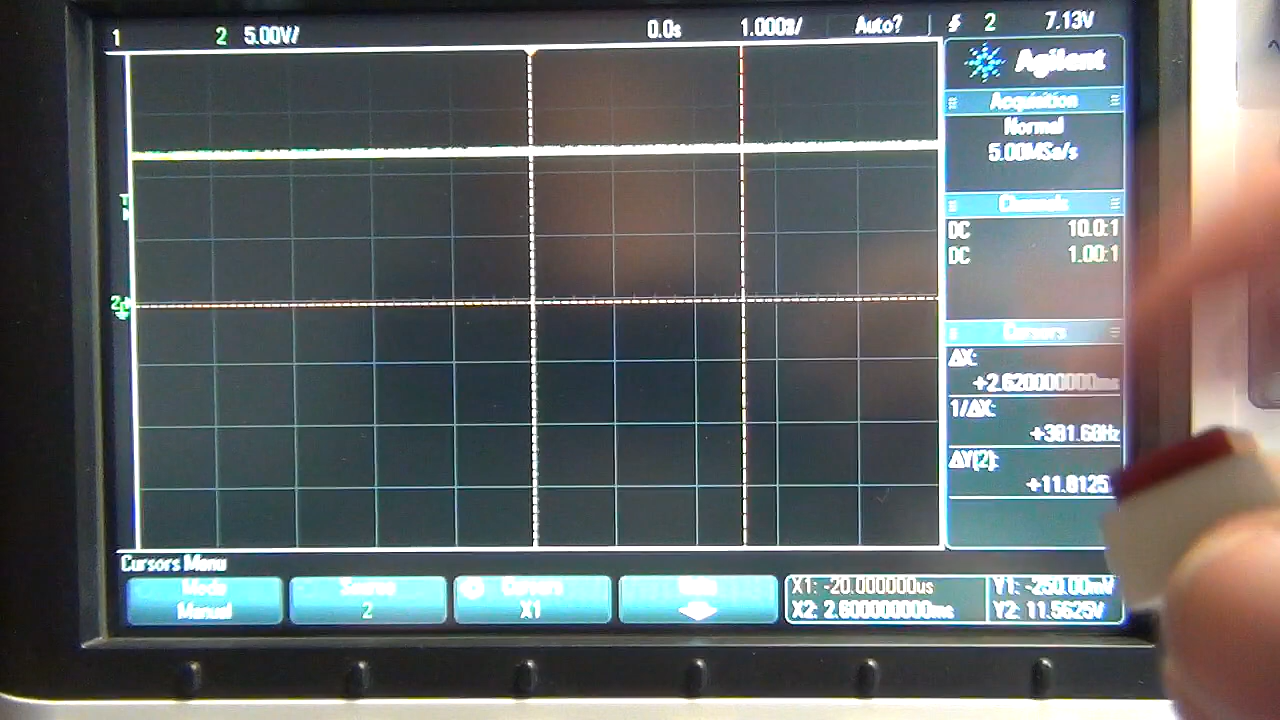 1 2 5.00V/ 0.0s 1.000s/ Auto? 2 7.13V
Agilent
Acquisition
Normal
5.00MSa/s
Channels
DC 10.0:1
DC 1.00:1
Cursors
ΔX:
+2.620000000ms
1/ΔX:
+381.68Hz
ΔY(2):
+11.8125
2
Cursors Menu
Mode
Manual
Source
2
Cursors
X1
X1: -20.000000us
X2: 2.600000000ms
Y1: -250.00mV
Y2: 11.5625V